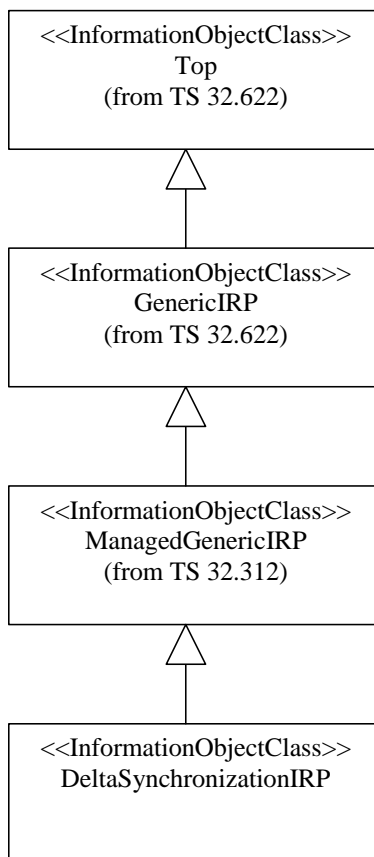 <<InformationObjectClass>>
Top
(from TS 32.622)
<<InformationObjectClass>>
GenericIRP
(from TS 32.622)
<<InformationObjectClass>>
ManagedGenericIRP
(from TS 32.312)
<<InformationObjectClass>>
DeltaSynchronizationIRP